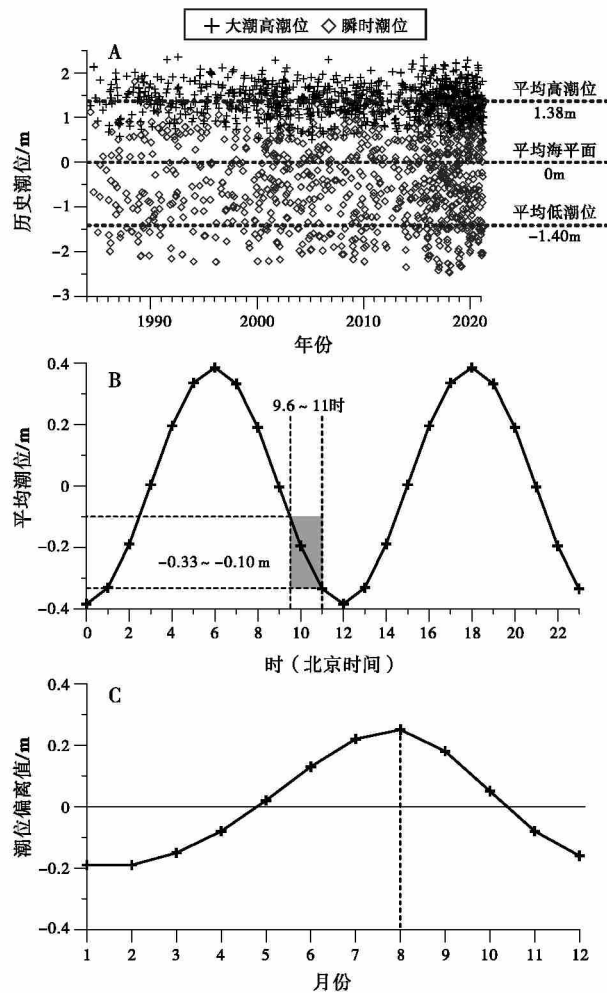 + 大潮高潮位 ◇ 瞬时潮位
A
历史潮位/m
2
1
0
-1
-2
-3
平均高潮位
1.38m
平均海平面
0m
平均低潮位
-1.40m
1990 2000 2010 2020
年份
B
平均潮位/m
0.4
0.2
0
-0.2
-0.4
9.6~11时
-0.33~-0.10 m
0 2 4 6 8 10 12 14 16 18 20 22
时（北京时间）
C
潮位偏离值/m
0.4
0.2
0
-0.2
-0.4
1 2 3 4 5 6 7 8 9 10 11 12
月份